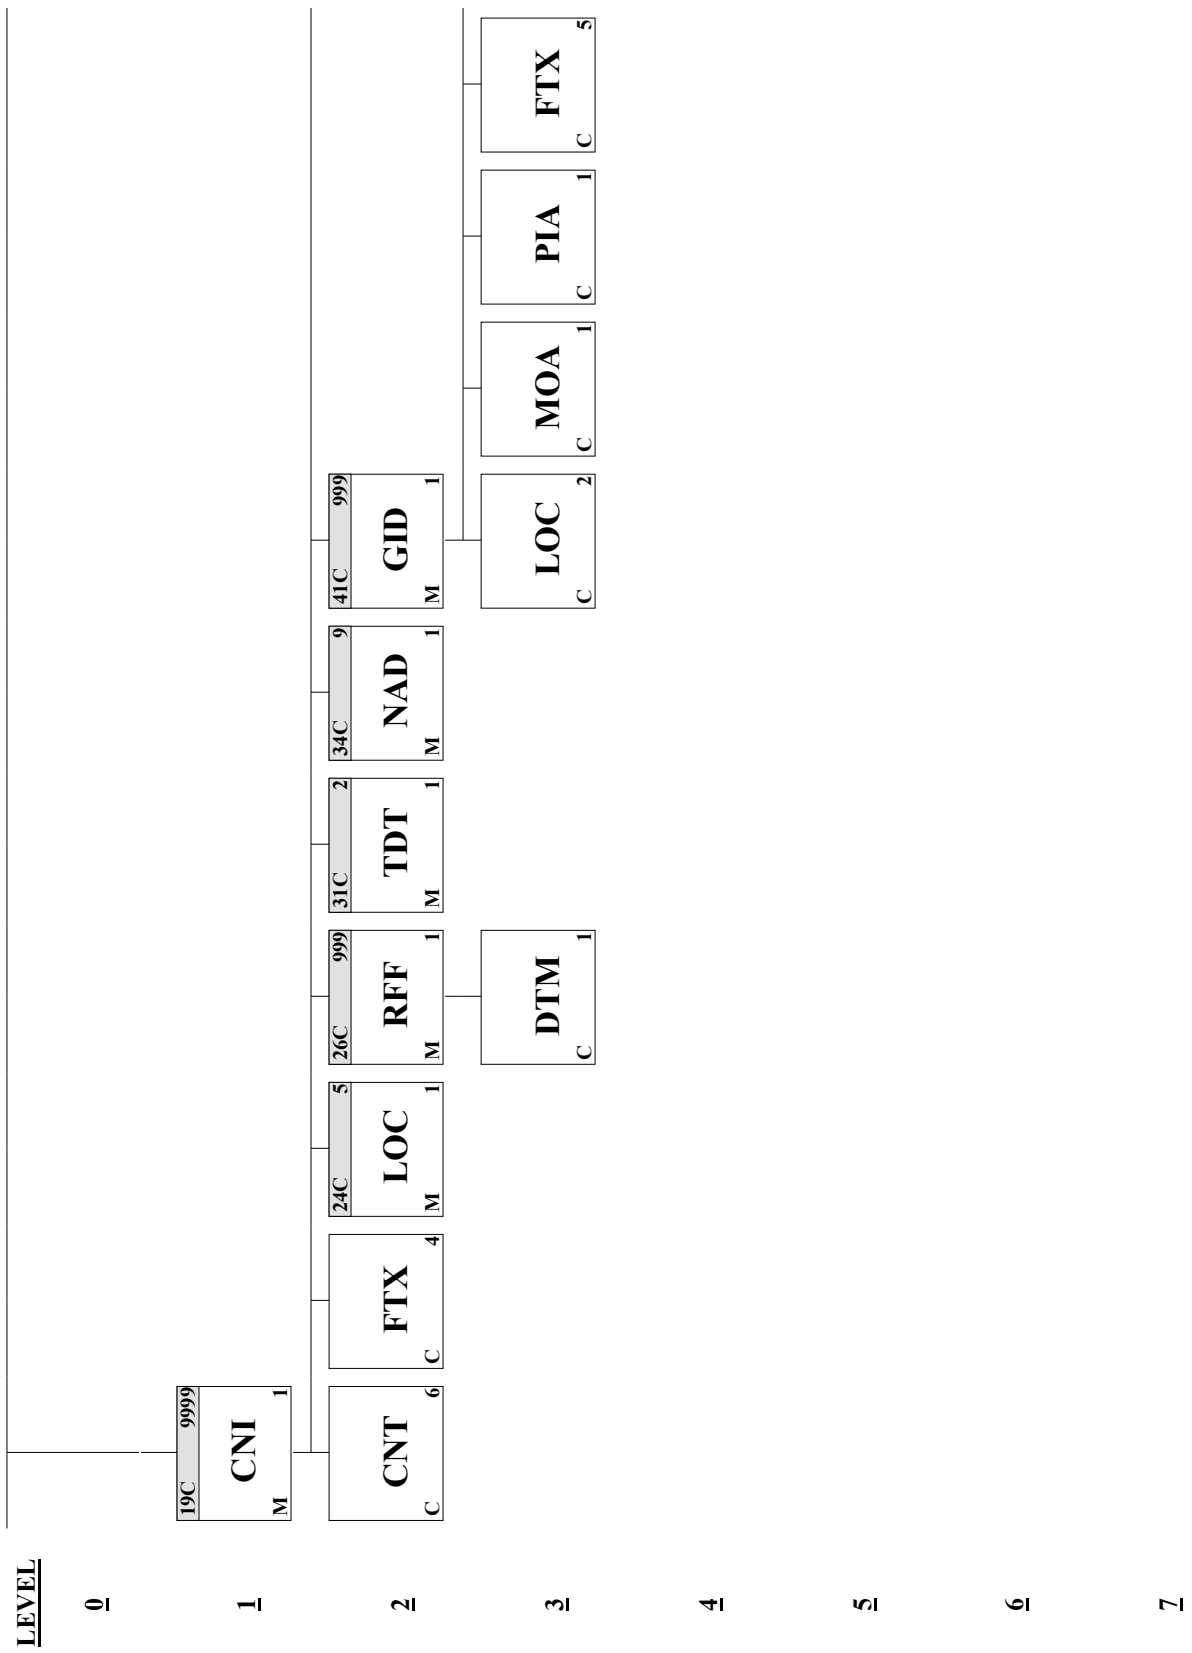 LEVEL
0
1
19C 9999
CNI
M 1
2
CNT
C 6
FTX
C 4
24C 5
LOC
M 1
26C 999
RFF
M 1
31C 2
TDT
M 1
34C 9
NAD
M 1
41C 999
GID
M 1
3
DTM
C 1
LOC
C 2
MOA
C 1
PIA
C 1
FTX
C 5
4
5
6
7